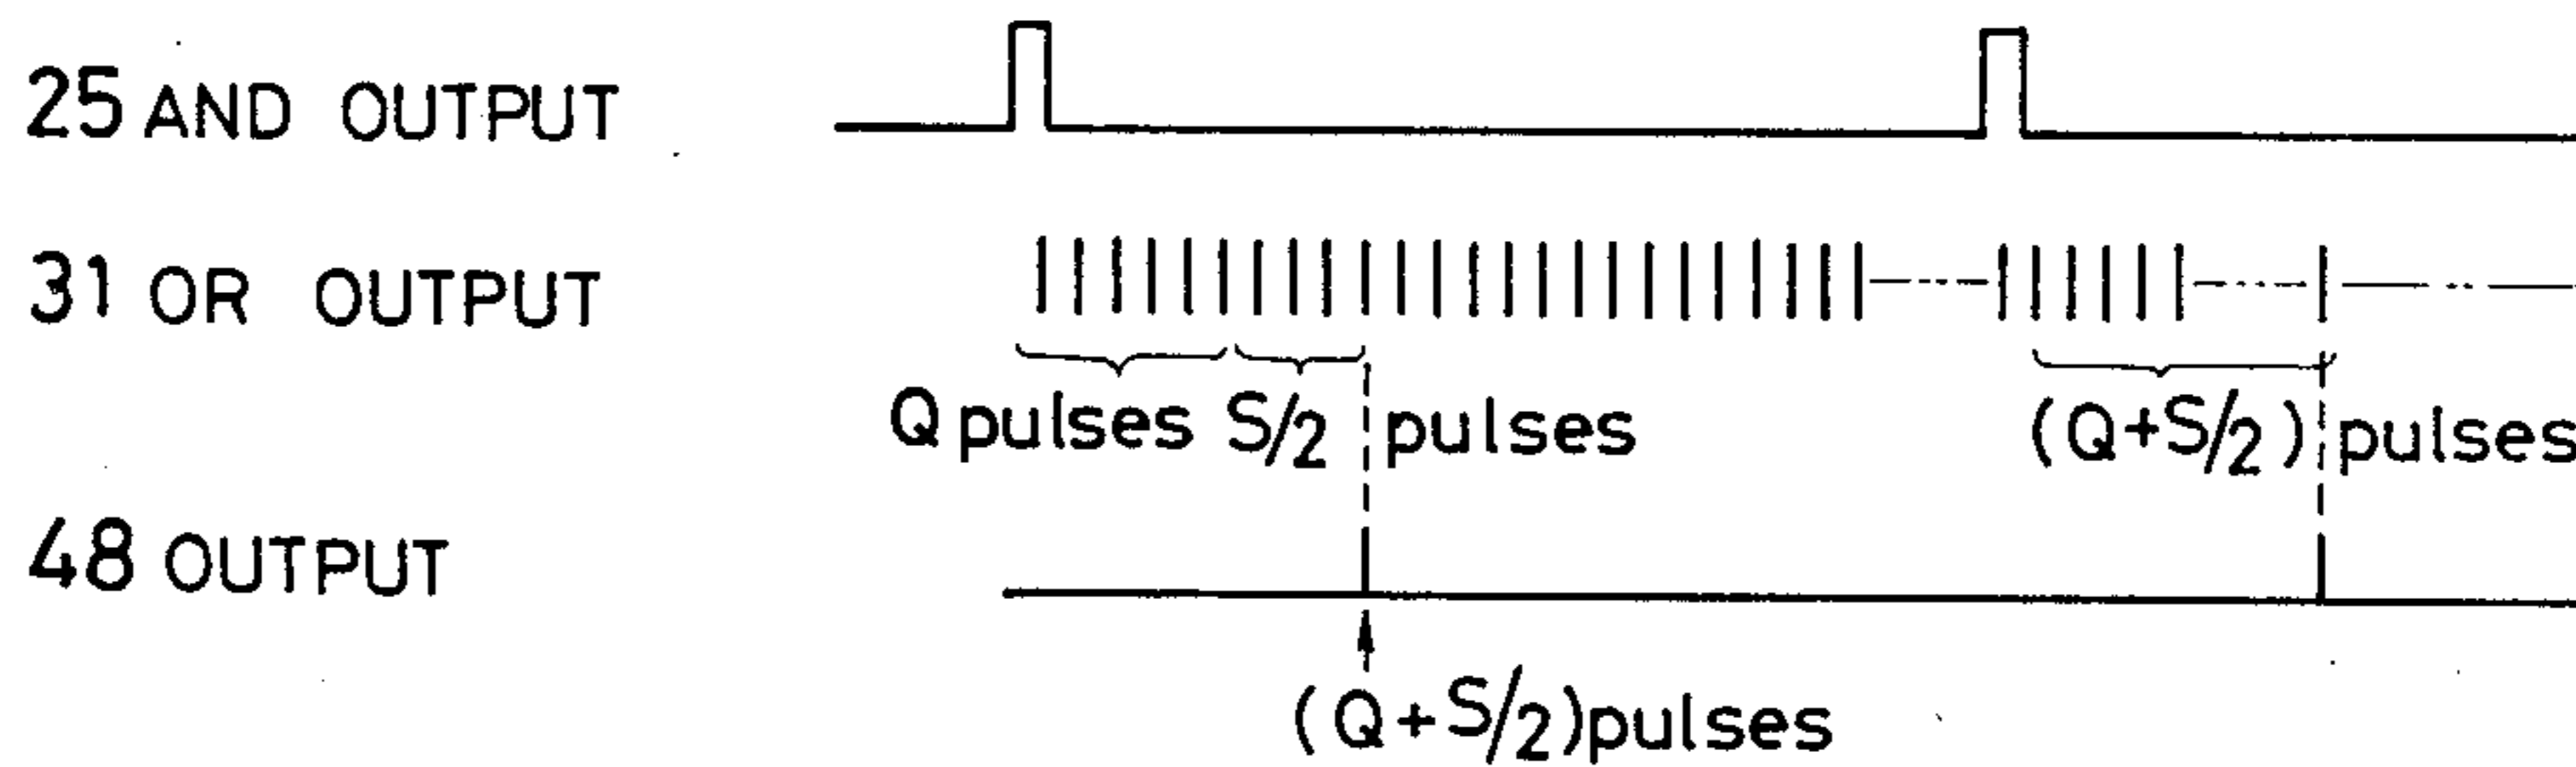 25 AND OUTPUT
31 OR OUTPUT
Q pulses S/2 pulses (Q+S/2) pulses
48 OUTPUT
(Q+S/2)pulses